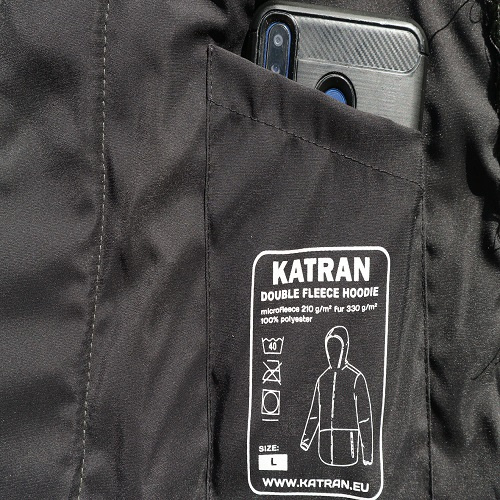 KATRAN
DOUBLE FLEECE HOODIE
microfleece 210 g/m² fur 330 g/m²
100% polyester
40
SIZE:
L
WWW.KATRAN.EU